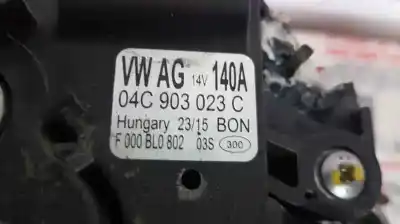 VW AG 14V 140A
04C 903 023 C
Hungary 23/15 BON
F 000 BL0 802 03S 300